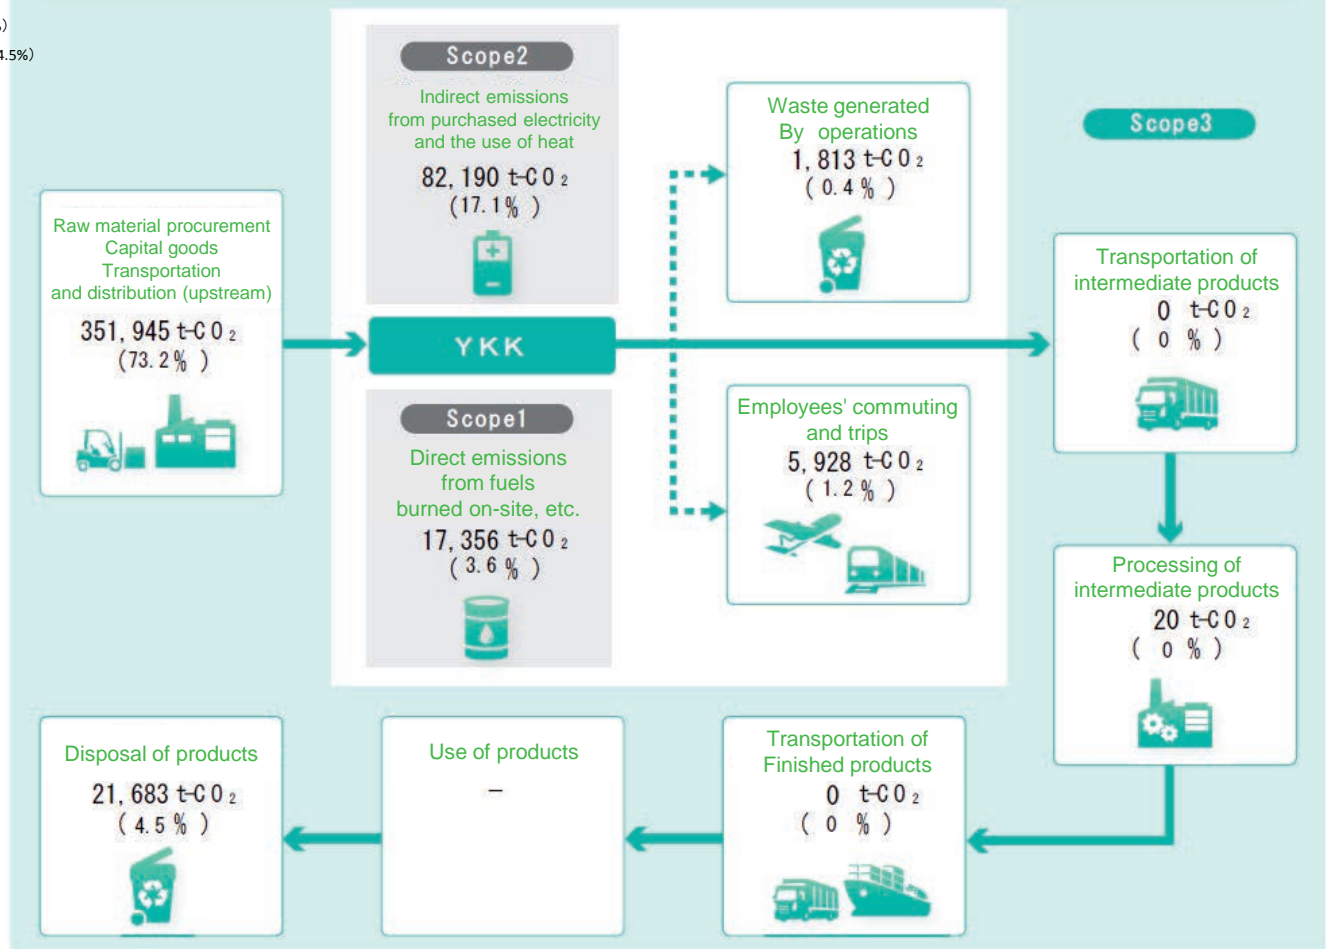 %)
4.5%)
Scope2
Indirect emissions
from purchased electricity
and the use of heat
82,190 t-CO2
(17.1%)
Waste generated
By operations
1,813 t-CO2
(0.4%)
Scope3
Raw material procurement
Capital goods
Transportation
and distribution (upstream)
351,945 t-CO2
(73.2%)
YKK
Transportation of
intermediate products
0 t-CO2
(0%)
Scope1
Direct emissions
from fuels
burned on-site, etc.
17,356 t-CO2
(3.6%)
Employees' commuting
and trips
5,928 t-CO2
(1.2%)
Processing of
intermediate products
20 t-CO2
(0%)
Disposal of products
21,683 t-CO2
(4.5%)
Use of products
–
Transportation of
Finished products
0 t-CO2
(0%)